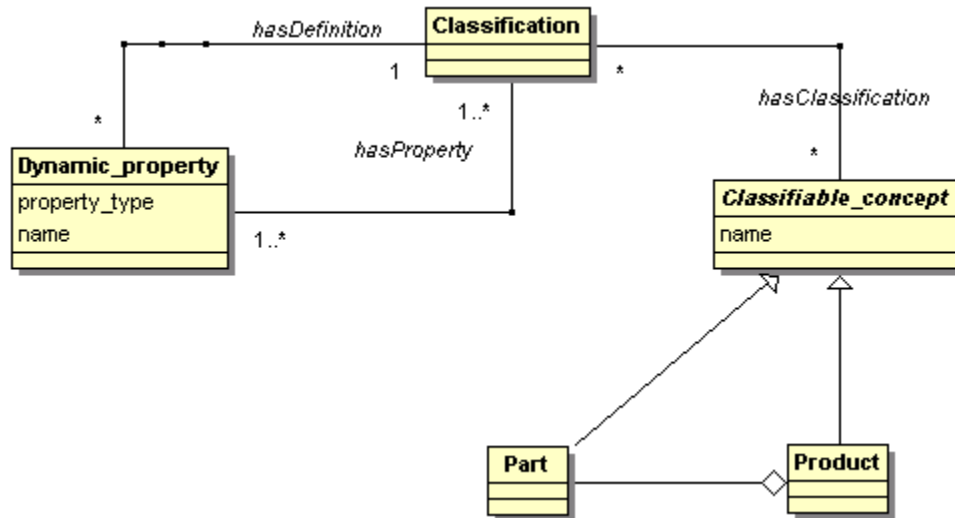 Classification
hasDefinition
1
*
1..*
hasClassification
hasProperty
*
*
Dynamic_property
property_type
name
1..*
Classifiable_concept
name
Part
Product